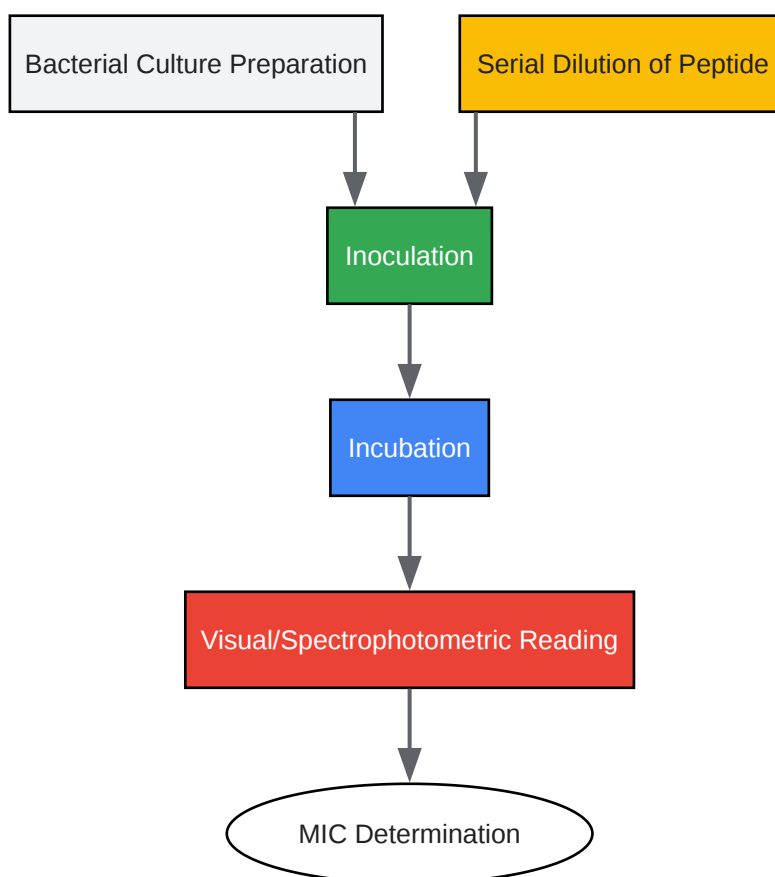 Bacterial Culture Preparation
Serial Dilution of Peptide
Inoculation
Incubation
Visual/Spectrophotometric Reading
MIC Determination